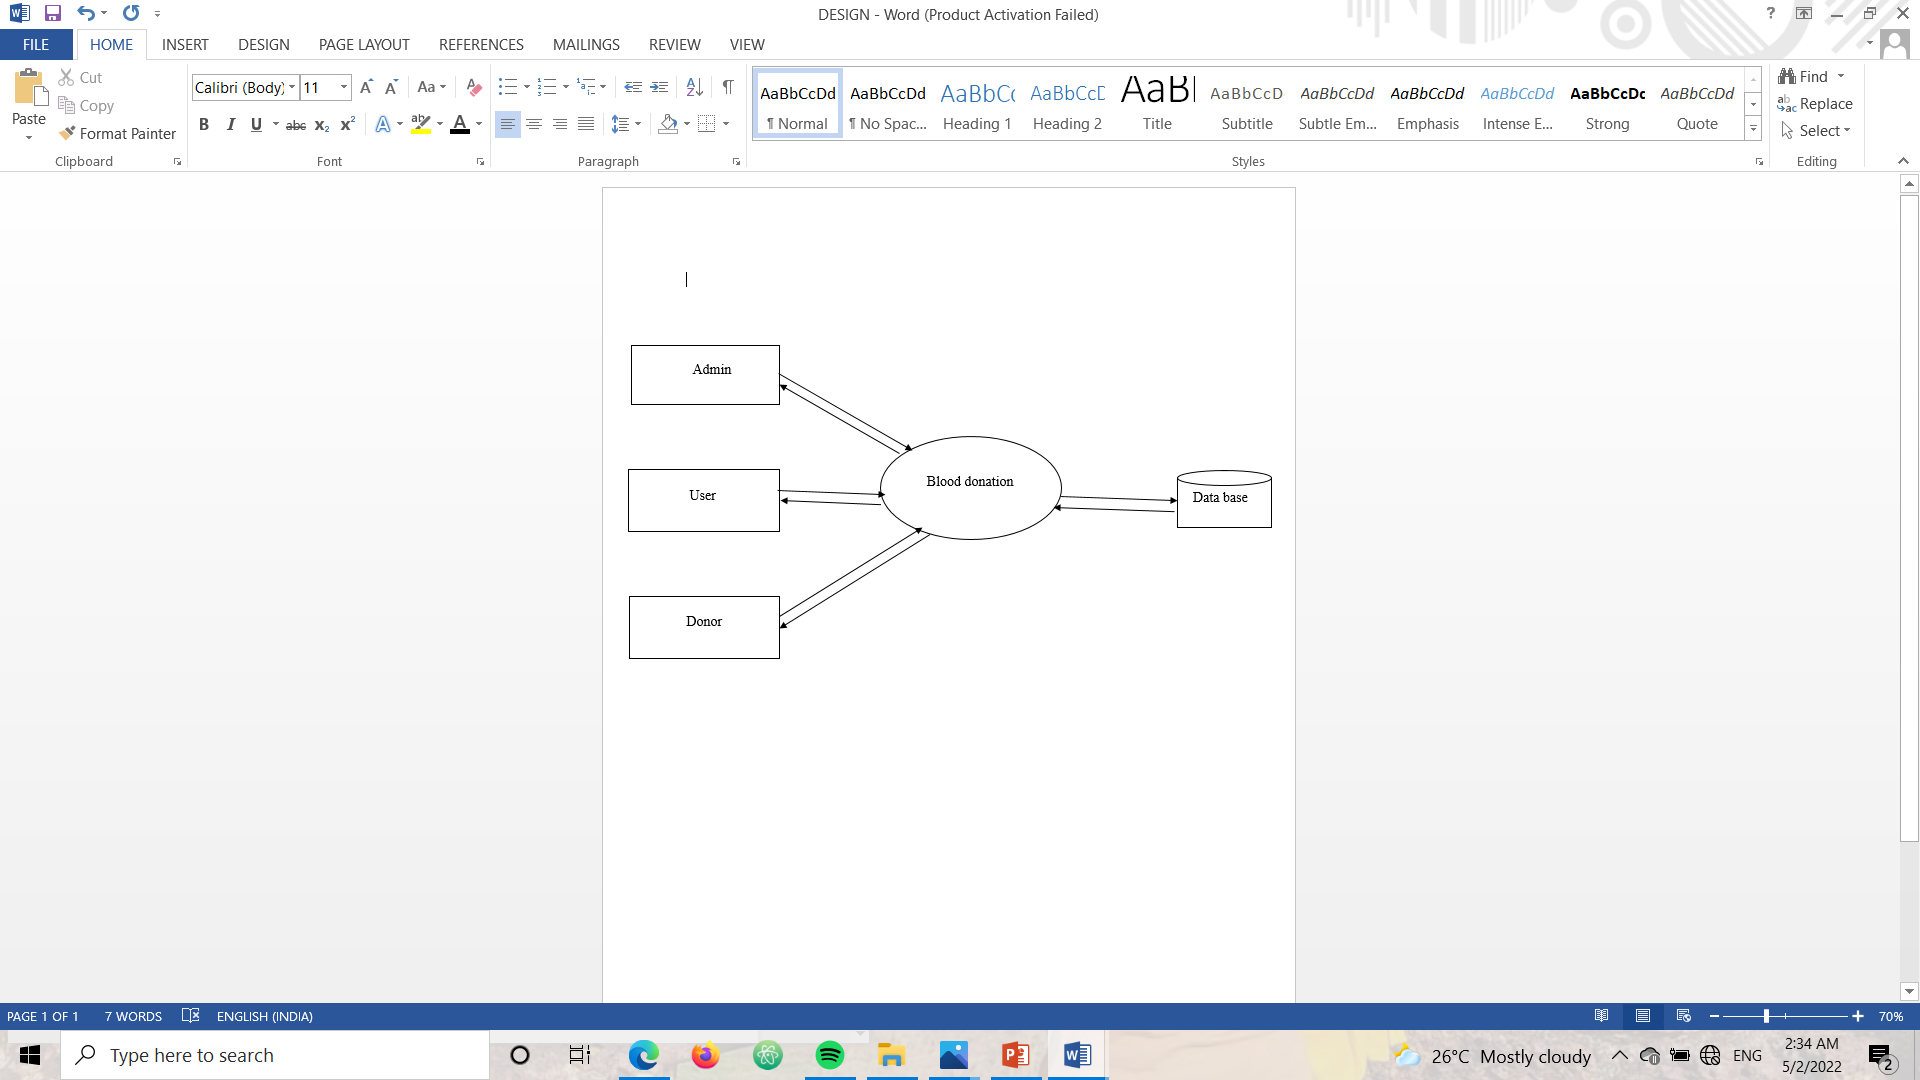 DESIGN - Word (Product Activation Failed)
?
FILE HOME INSERT DESIGN PAGE LAYOUT REFERENCES MAILINGS REVIEW VIEW
Paste
Cut
Copy
Format Painter
Clipboard
Calibri (Body) 11 A A Aa
B I U abc x2 x2 A ab A
Font
A Z ¶
Paragraph
AaBbCcDd AaBbCcDd AaBbCc AaBbCcD AaB AaBbCcD AaBbCcDd AaBbCcDd AaBbCcDd AaBbCcDc AaBbCcDd
¶ Normal ¶ No Spac... Heading 1 Heading 2 Title Subtitle Subtle Em... Emphasis Intense E... Strong Quote
Styles
Find
Replace
Select
Editing
Admin
User
Donor
Blood donation
Data base
PAGE 1 OF 1 7 WORDS ENGLISH (INDIA) 70%
Type here to search
26°C Mostly cloudy ENG 2:34 AM
5/2/2022
2